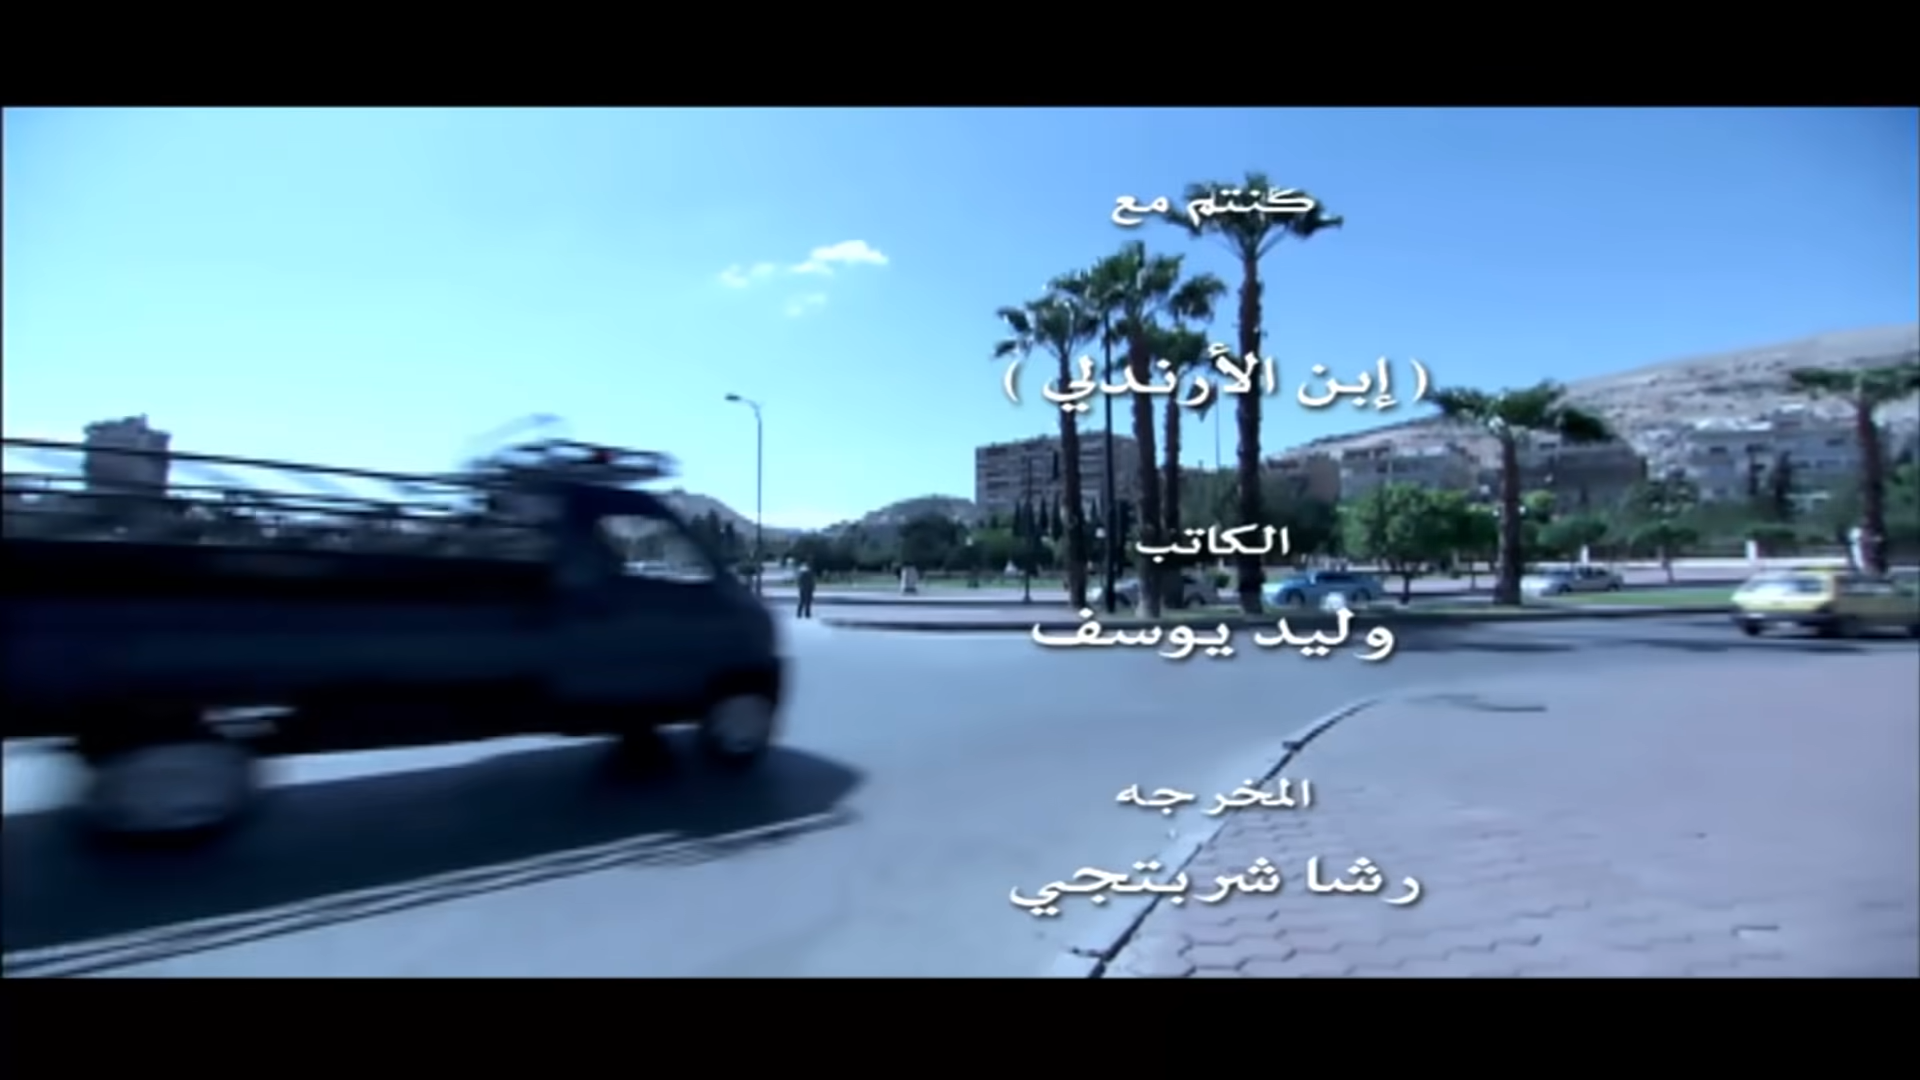 كنتم مع
( إبن الأرندلي )
الكاتب
وليد يوسف
المخرجه
رشا شربتجي